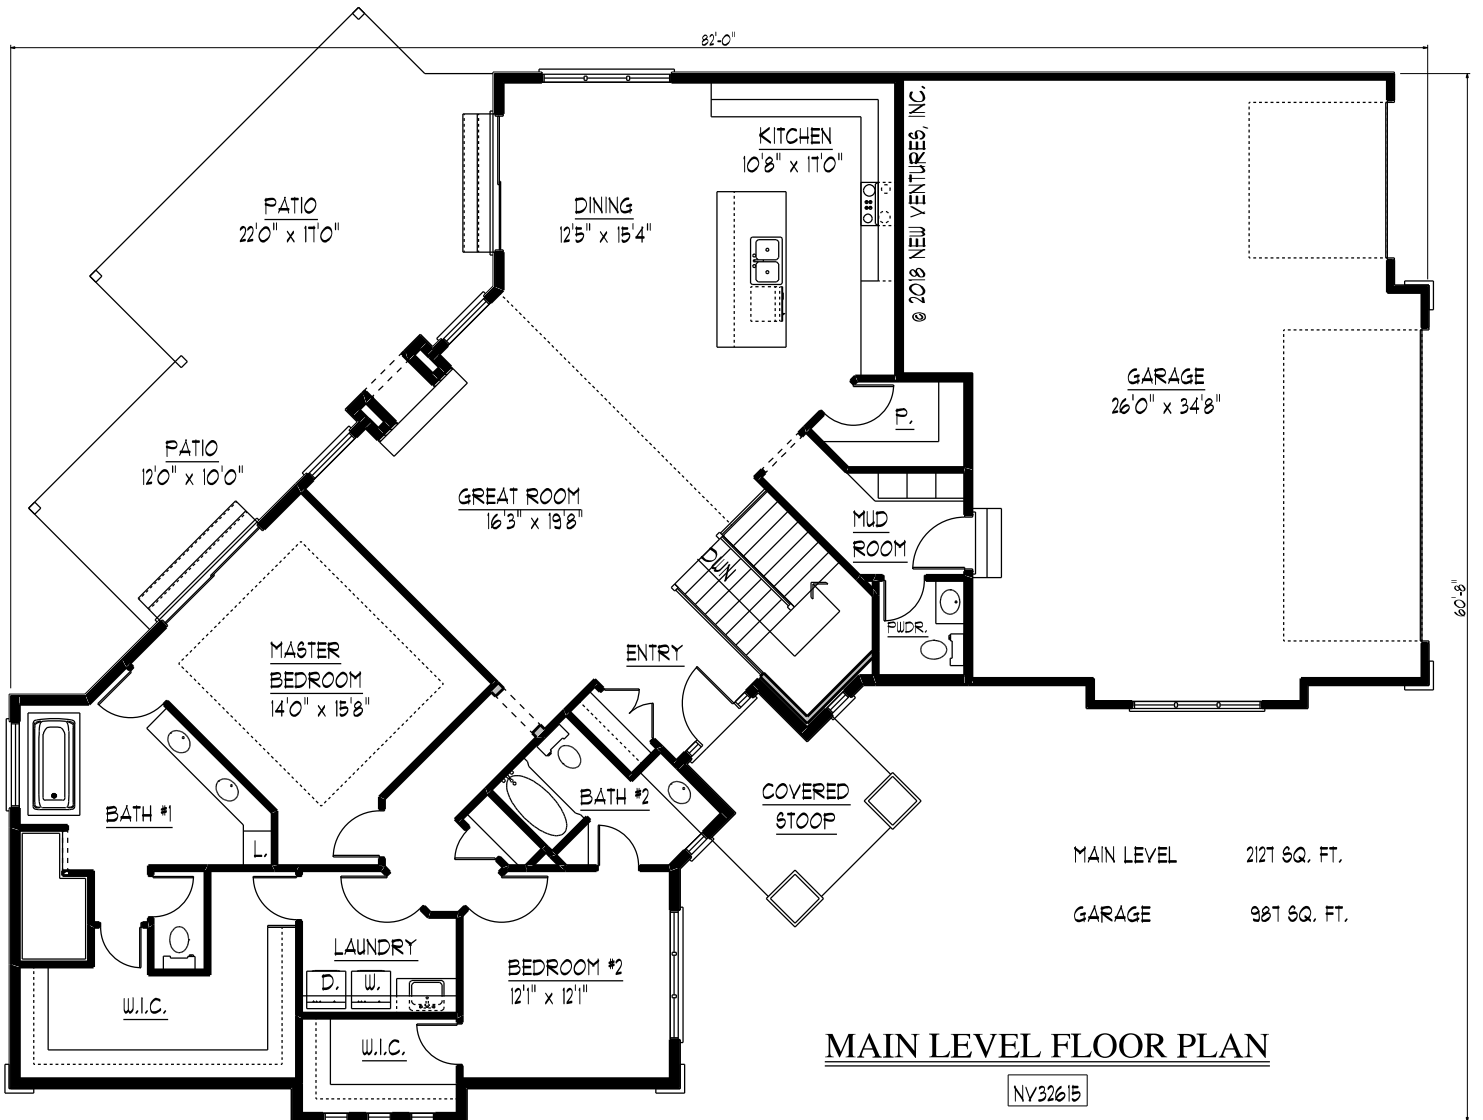 82'-0"
© 2018 NEW VENTURES, INC.
KITCHEN
10'8" x 17'0"
PATIO
22'0" x 17'0"
DINING
12'5" x 15'4"
GARAGE
26'0" x 34'8"
P.
PATIO
12'0" x 10'0"
GREAT ROOM
16'3" x 19'8"
MUD
ROOM
DWN
60'-8"
PWDR.
MASTER
BEDROOM
14'0" x 15'8"
ENTRY
COVERED
STOOP
BATH #1
BATH #2
L.
MAIN LEVEL 2127 SQ. FT.
GARAGE 987 SQ. FT.
LAUNDRY
D.
W.
BEDROOM #2
12'1" x 12'1"
W.I.C.
W.I.C.
MAIN LEVEL FLOOR PLAN
NV32615